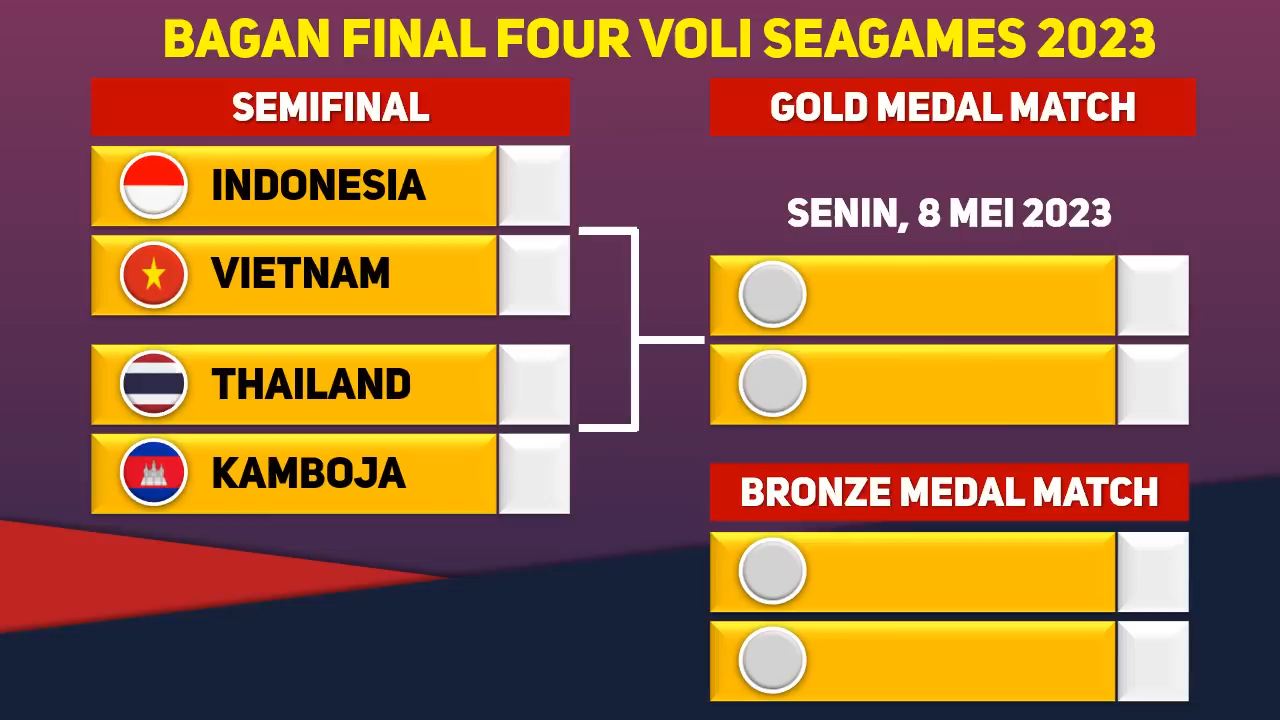 BAGAN FINAL FOUR VOLI SEAGAMES 2023
SEMIFINAL
INDONESIA
VIETNAM
THAILAND
KAMBOJA
GOLD MEDAL MATCH
SENIN, 8 MEI 2023
BRONZE MEDAL MATCH